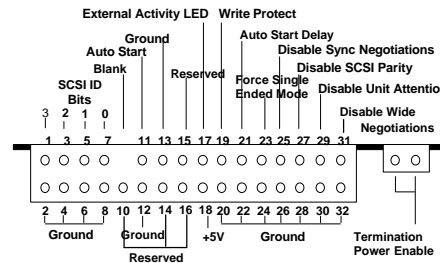 External Activity LED Write Protect
Ground
Auto Start Delay
Auto Start
Disable Sync Negotiations
Blank
Reserved
Disable SCSI Parity
SCSI ID
Bits
Force Single
Ended Mode
Disable Unit Attentio
Disable Wide
Negotiations
3 2 1 0
1 3 5 7 11 13 15 17 19 21 23 25 27 29 31
2 4 6 8 10 12 14 16 18 20 22 24 26 28 30 32
Ground
Ground
+5V
Ground
Reserved
Termination
Power Enable